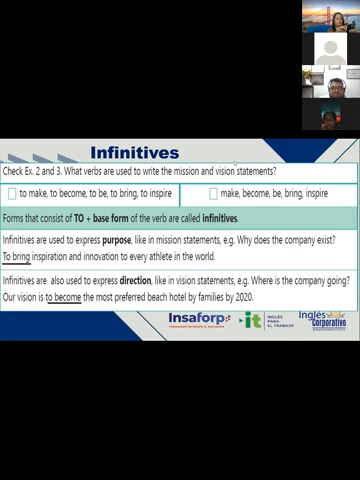 Infinitives
Check Ex. 2 and 3. What verbs are used to write the mission and vision statements?
to make, to become, to be, to bring, to inspire
make, become, be, bring, inspire
Forms that consist of TO + base form of the verb are called infinitives.
Infinitives are used to express purpose, like in mission statements, e.g. Why does the company exist?
To bring inspiration and innovation to every athlete in the world.
Infinitives are also used to express direction, like in vision statements, e.g. Where is the company going?
Our vision is to become the most preferred beach hotel by families by 2020.
Insaforp
it
INGLÉS
PARA
EL TRABAJO
Inglés
Corporativo